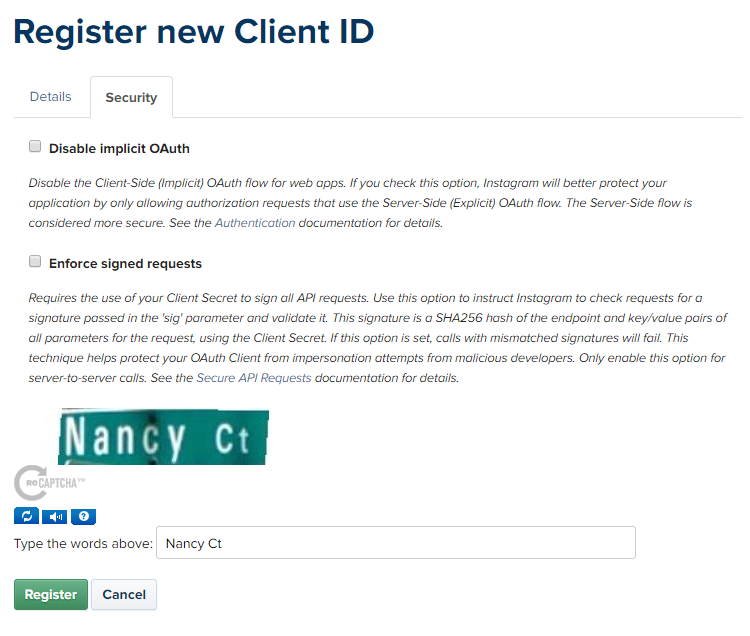 Register new Client ID
Details
Security
Disable implicit OAuth
Disable the Client-Side (Implicit) OAuth flow for web apps. If you check this option, Instagram will better protect your
application by only allowing authorization requests that use the Server-Side (Explicit) OAuth flow. The Server-Side flow is
considered more secure. See the Authentication documentation for details.
Enforce signed requests
Requires the use of your Client Secret to sign all API requests. Use this option to instruct Instagram to check requests for a
signature passed in the 'sig' parameter and validate it. This signature is a SHA256 hash of the endpoint and key/value pairs of
all parameters for the request, using the Client Secret. If this option is set, calls with mismatched signatures will fail. This
technique helps protect your OAuth Client from impersonation attempts from malicious developers. Only enable this option for
server-to-server calls. See the Secure API Requests documentation for details.
Nancy Ct
reCAPTCHA™
?
Type the words above: Nancy Ct
Register Cancel